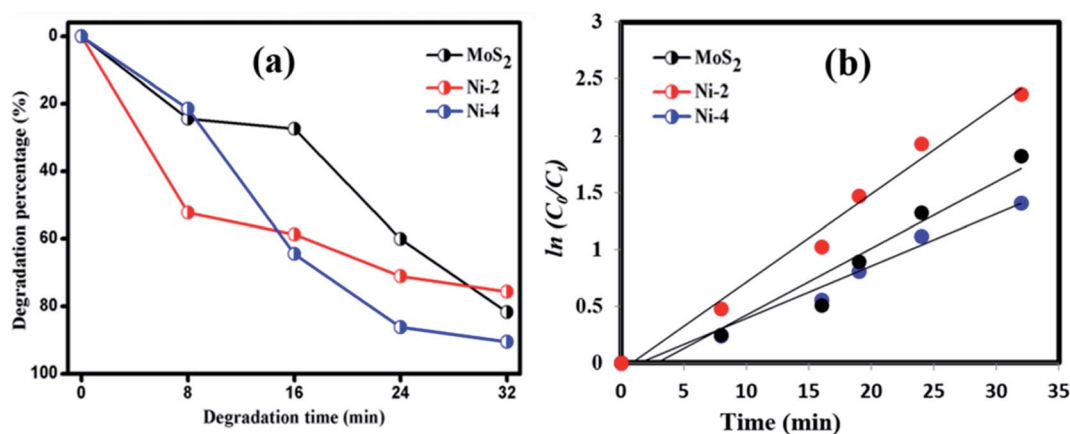 (a)
MoS2
Ni-2
Ni-4
0
20
40
60
80
100
Degradation percentage (%)
0 8 16 24 32
Degradation time (min)
(b)
MoS2
Ni-2
Ni-4
3
2.5
2
1.5
1
0.5
0
ln (C0/Ct)
0 5 10 15 20 25 30 35
Time (min)